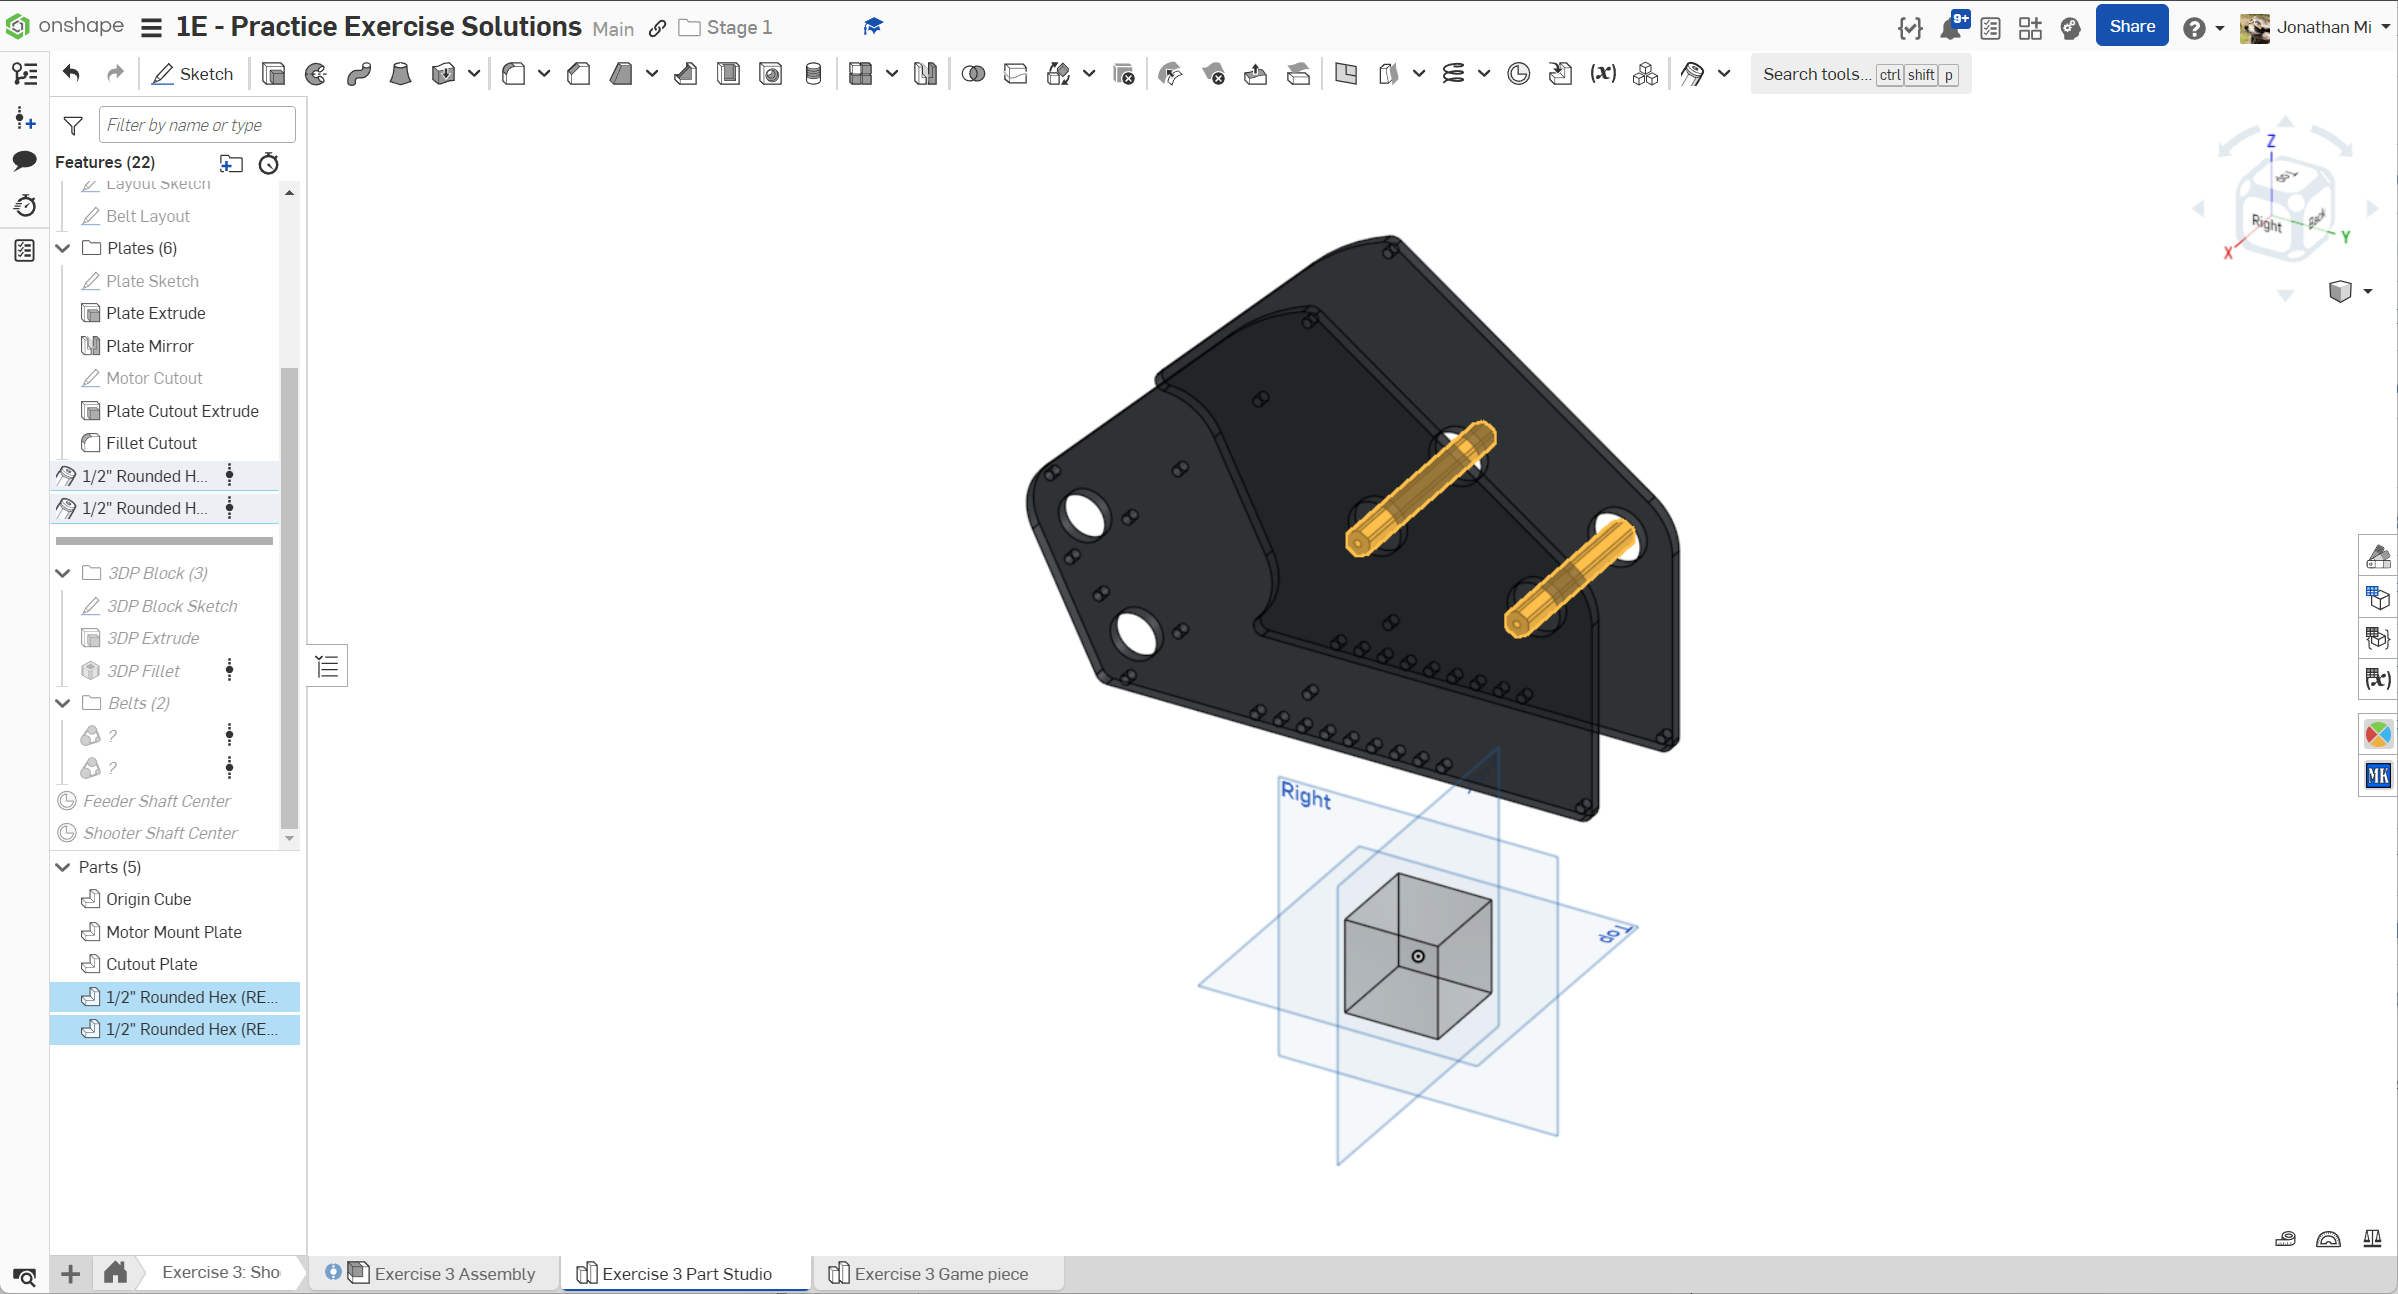 onshape
1E - Practice Exercise Solutions Main Stage 1
9+
Share
Jonathan Mi
Sketch
Search tools... ctrl shift p
Filter by name or type
Features (22)
Layout Sketch
Belt Layout
Plates (6)
Plate Sketch
Plate Extrude
Plate Mirror
Motor Cutout
Plate Cutout Extrude
Fillet Cutout
1/2" Rounded H...
1/2" Rounded H...
3DP Block (3)
3DP Block Sketch
3DP Extrude
3DP Fillet
Belts (2)
?
?
Feeder Shaft Center
Shooter Shaft Center
Parts (5)
Origin Cube
Motor Mount Plate
Cutout Plate
1/2" Rounded Hex (RE...
1/2" Rounded Hex (RE...
Z
Top
Right
Back
X
Y
(x)
(x)
MK
Right
Top
Exercise 3: Sho
Exercise 3 Assembly
Exercise 3 Part Studio
Exercise 3 Game piece